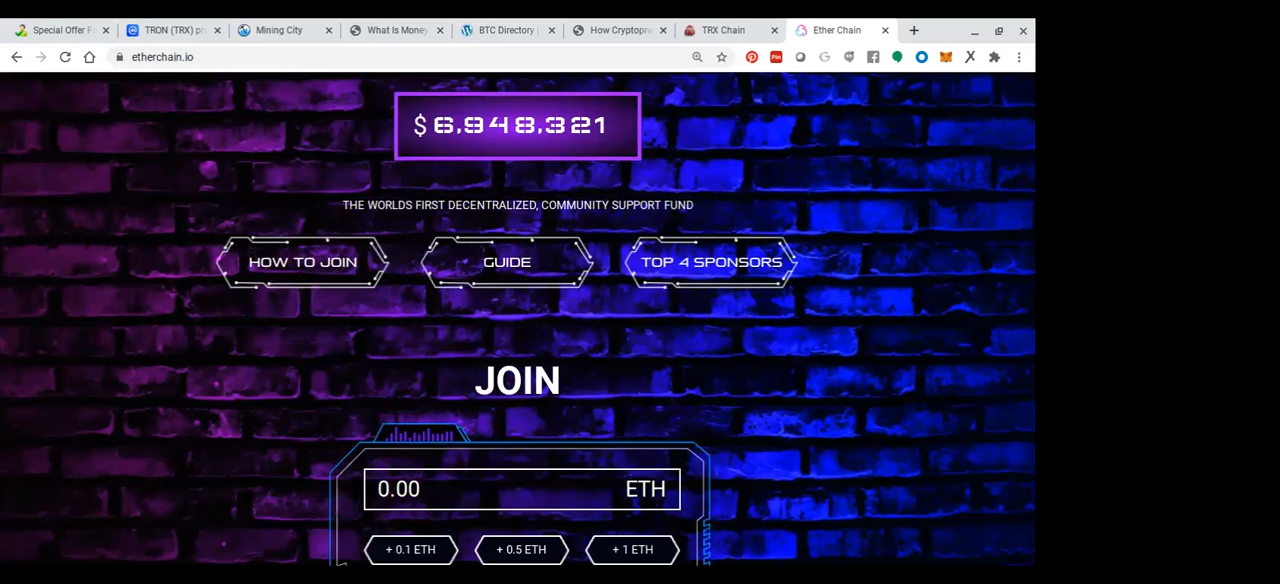 Special Offer F
TRON (TRX) pri
Mining City
What Is Money
BTC Directory
How Cryptopre
TRX Chain
Ether Chain
etherchain.io
$6,948,321
THE WORLDS FIRST DECENTRALIZED, COMMUNITY SUPPORT FUND
HOW TO JOIN
GUIDE
TOP 4 SPONSORS
JOIN
0.00 ETH
+ 0.1 ETH
+ 0.5 ETH
+ 1 ETH